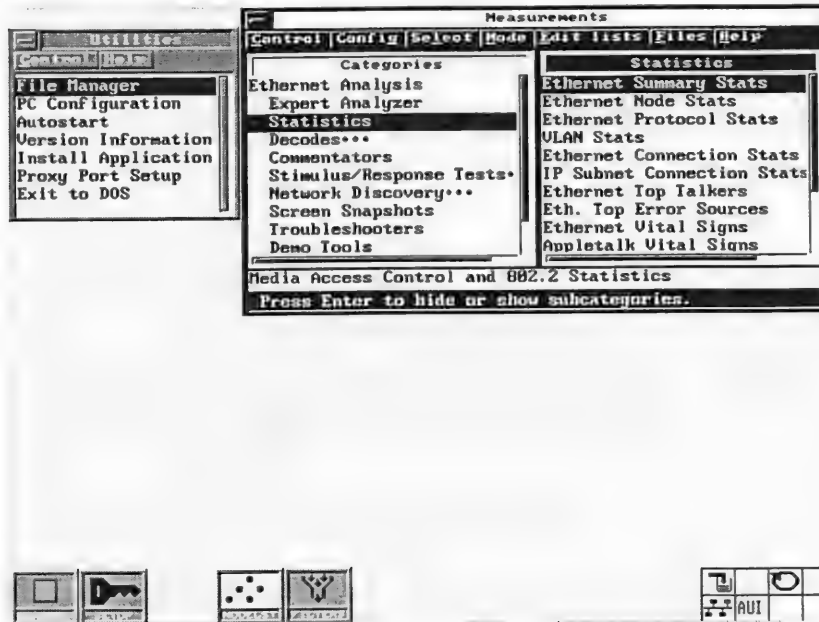 Utilities
Control Help
File Manager
PC Configuration
Autostart
Version Information
Install Application
Proxy Port Setup
Exit to DOS
Measurements
Control Config Select Mode Edit lists Files Help
Categories
Ethernet Analysis
Expert Analyzer
Statistics
Decodes•••
Commentators
Stimulus/Response Tests•
Network Discovery•••
Screen Snapshots
Troubleshooters
Demo Tools
Statistics
Ethernet Summary Stats
Ethernet Node Stats
Ethernet Protocol Stats
VLAN Stats
Ethernet Connection Stats
IP Subnet Connection Stats
Ethernet Top Talkers
Eth. Top Error Sources
Ethernet Vital Signs
Appletalk Vital Signs
Media Access Control and 802.2 Statistics
Press Enter to hide or show subcategories.
AUI